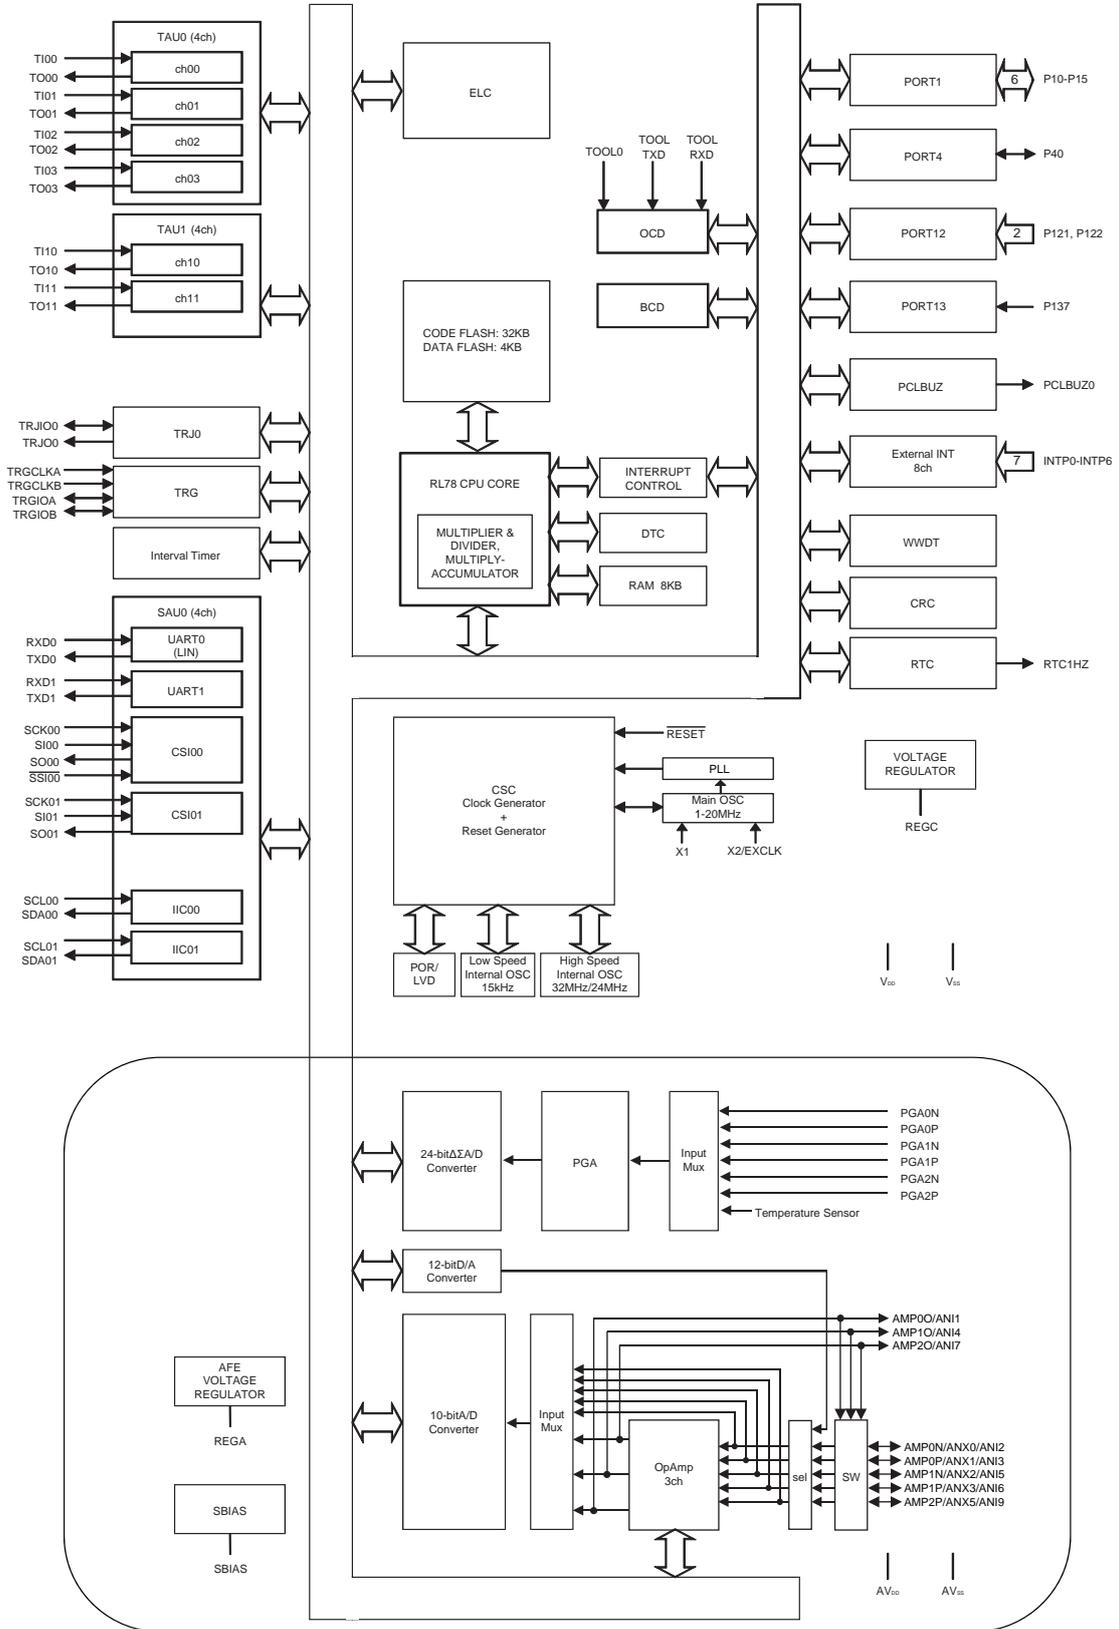 TAU0 (4ch)
TI00
TO00
ch00
TI01
TO01
ch01
TI02
TO02
ch02
TI03
TO03
ch03
TAU1 (4ch)
TI10
TO10
ch10
TI11
TO11
ch11
TRJIO0
TRJO0
TRJ0
TRGCLKA
TRGCLKB
TRGIOA
TRGIOB
TRG
Interval Timer
SAU0 (4ch)
RXD0
TXD0
UART0
(LIN)
RXD1
TXD1
UART1
SCK00
SI00
SO00
SSI00
CSI00
SCK01
SI01
SO01
CSI01
SCL00
SDA00
IIC00
SCL01
SDA01
IIC01
ELC
TOOL0
TOOL
TXD
TOOL
RXD
OCD
BCD
CODE FLASH: 32KB
DATA FLASH: 4KB
RL78 CPU CORE
MULTIPLIER &
DIVIDER,
MULTIPLY-
ACCUMULATOR
INTERRUPT
CONTROL
DTC
RAM 8KB
PORT1
6
P10-P15
PORT4
P40
PORT12
2
P121, P122
PORT13
P137
PCLBUZ
PCLBUZ0
External INT
8ch
7
INTP0-INTP6
WWDT
CRC
RTC
RTC1HZ
CSC
Clock Generator
+
Reset Generator
RESET
PLL
Main OSC
1-20MHz
X1
X2/EXCLK
POR/
LVD
Low Speed
Internal OSC
15kHz
High Speed
Internal OSC
32MHz/24MHz
VOLTAGE
REGULATOR
REGC
VDD
VSS
24-bitΔΣA/D
Converter
PGA
Input
Mux
PGA0N
PGA0P
PGA1N
PGA1P
PGA2N
PGA2P
Temperature Sensor
12-bitD/A
Converter
10-bitA/D
Converter
Input
Mux
OpAmp
3ch
sel
SW
AMP0O/ANI1
AMP1O/ANI4
AMP2O/ANI7
AMP0N/ANX0/ANI2
AMP0P/ANX1/ANI3
AMP1N/ANX2/ANI5
AMP1P/ANX3/ANI6
AMP2P/ANX5/ANI9
AFE
VOLTAGE
REGULATOR
REGA
SBIAS
SBIAS
AVDD
AVSS